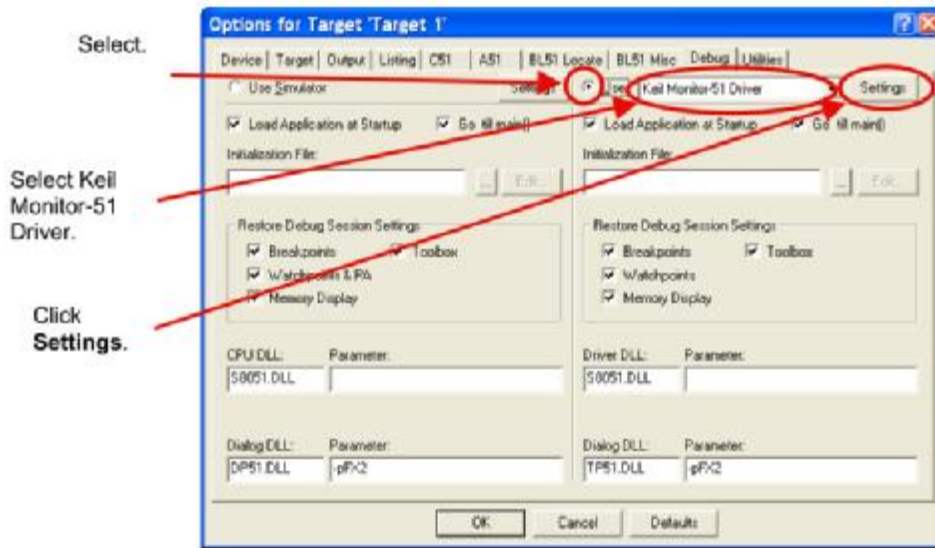 Options for Target 'Target 1'
Select.
Device Target Output Listing C51 A51 BL51 Locate BL51 Misc Debug Utilities
Use Simulator Settings Use: Keil Monitor-51 Driver Settings
Load Application at Startup Go till main() Load Application at Startup Go till main()
Initialization File: Initialization File:
... Edit... ... Edit...
Select Keil
Monitor-51
Driver.
Restore Debug Session Settings Restore Debug Session Settings
Breakpoints Toolbox Breakpoints Toolbox
Watchpoints & PA Watchpoints
Memory Display Memory Display
Click
Settings.
CPU DLL: Parameter: Driver DLL: Parameter:
S8051.DLL S8051.DLL
Dialog DLL: Parameter: Dialog DLL: Parameter:
DP51.DLL -pFX2 TP51.DLL -pFX2
OK Cancel Defaults